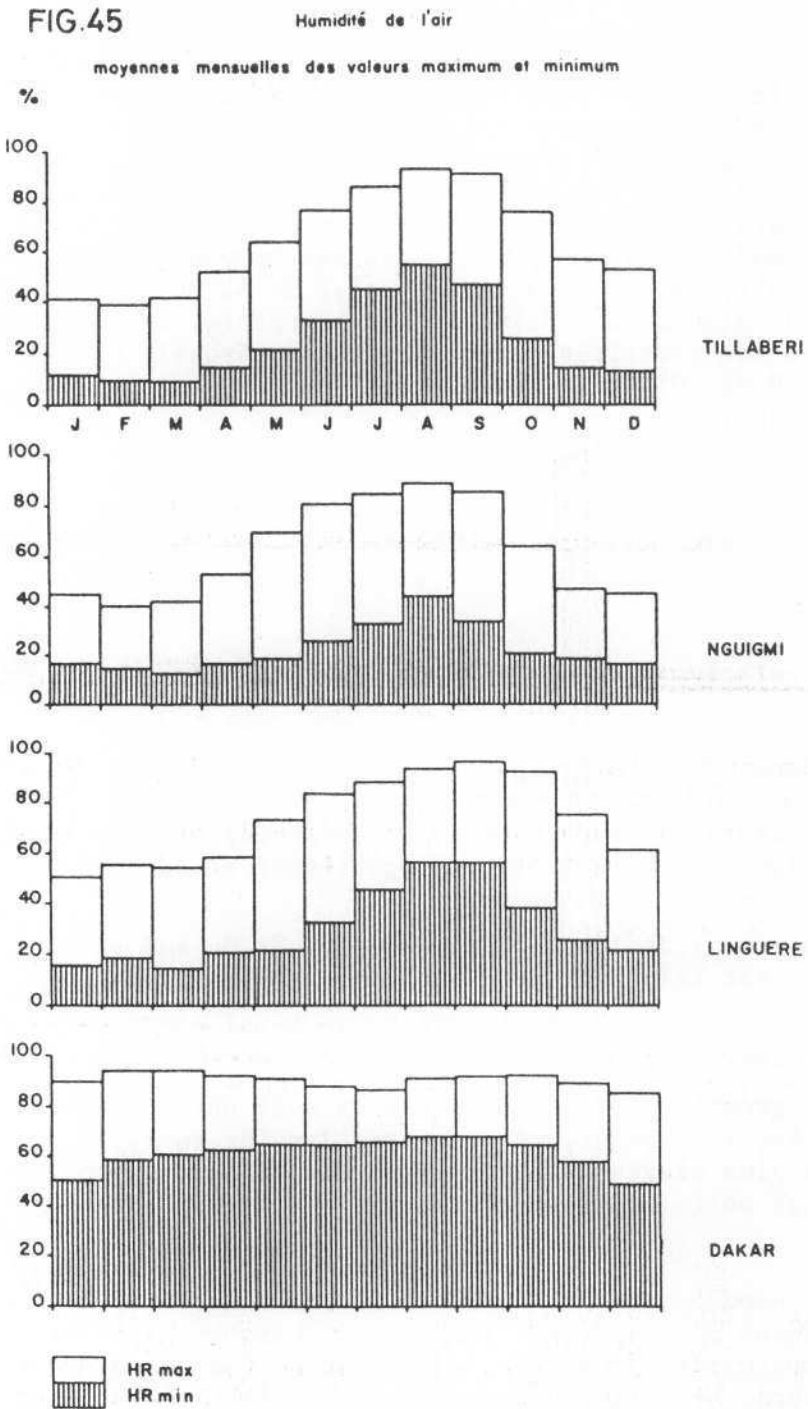 FIG.45
Humidité de l'air
moyennes mensuelles des valeurs maximum et minimum
%
100
80
60
40
20
0
TILLABERI
J F M A M J J A S O N D
100
80
60
40
20
0
NGUIGMI
100
80
60
40
20
0
LINGUERE
100
80
60
40
20
0
DAKAR
HR max
HR min